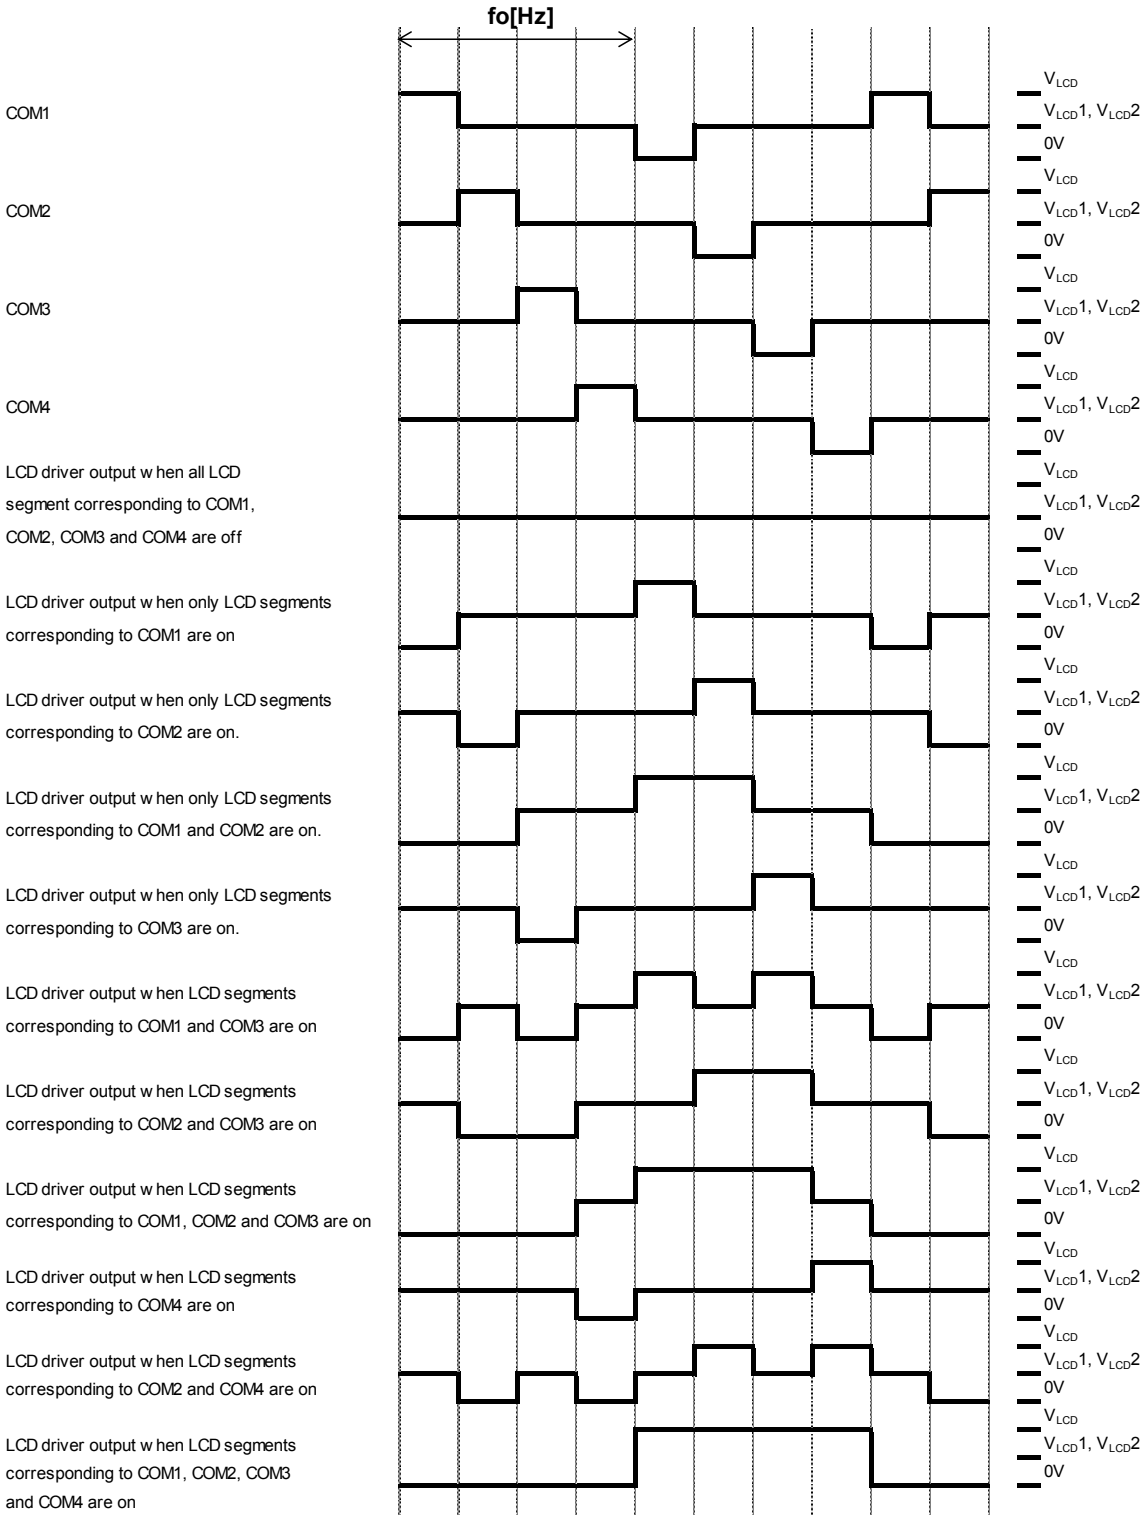 fo[Hz]
COM1
VLCD
VLCD1, VLCD2
0V
COM2
VLCD
VLCD1, VLCD2
0V
COM3
VLCD
VLCD1, VLCD2
0V
COM4
VLCD
VLCD1, VLCD2
0V
LCD driver output w hen all LCD
segment corresponding to COM1,
COM2, COM3 and COM4 are off
VLCD
VLCD1, VLCD2
0V
LCD driver output w hen only LCD segments
corresponding to COM1 are on
VLCD
VLCD1, VLCD2
0V
LCD driver output w hen only LCD segments
corresponding to COM2 are on.
VLCD
VLCD1, VLCD2
0V
LCD driver output w hen only LCD segments
corresponding to COM1 and COM2 are on.
VLCD
VLCD1, VLCD2
0V
LCD driver output w hen only LCD segments
corresponding to COM3 are on.
VLCD
VLCD1, VLCD2
0V
LCD driver output w hen LCD segments
corresponding to COM1 and COM3 are on
VLCD
VLCD1, VLCD2
0V
LCD driver output w hen LCD segments
corresponding to COM2 and COM3 are on
VLCD
VLCD1, VLCD2
0V
LCD driver output w hen LCD segments
corresponding to COM1, COM2 and COM3 are on
VLCD
VLCD1, VLCD2
0V
LCD driver output w hen LCD segments
corresponding to COM4 are on
VLCD
VLCD1, VLCD2
0V
LCD driver output w hen LCD segments
corresponding to COM2 and COM4 are on
VLCD
VLCD1, VLCD2
0V
LCD driver output w hen LCD segments
corresponding to COM1, COM2, COM3
and COM4 are on
VLCD
VLCD1, VLCD2
0V